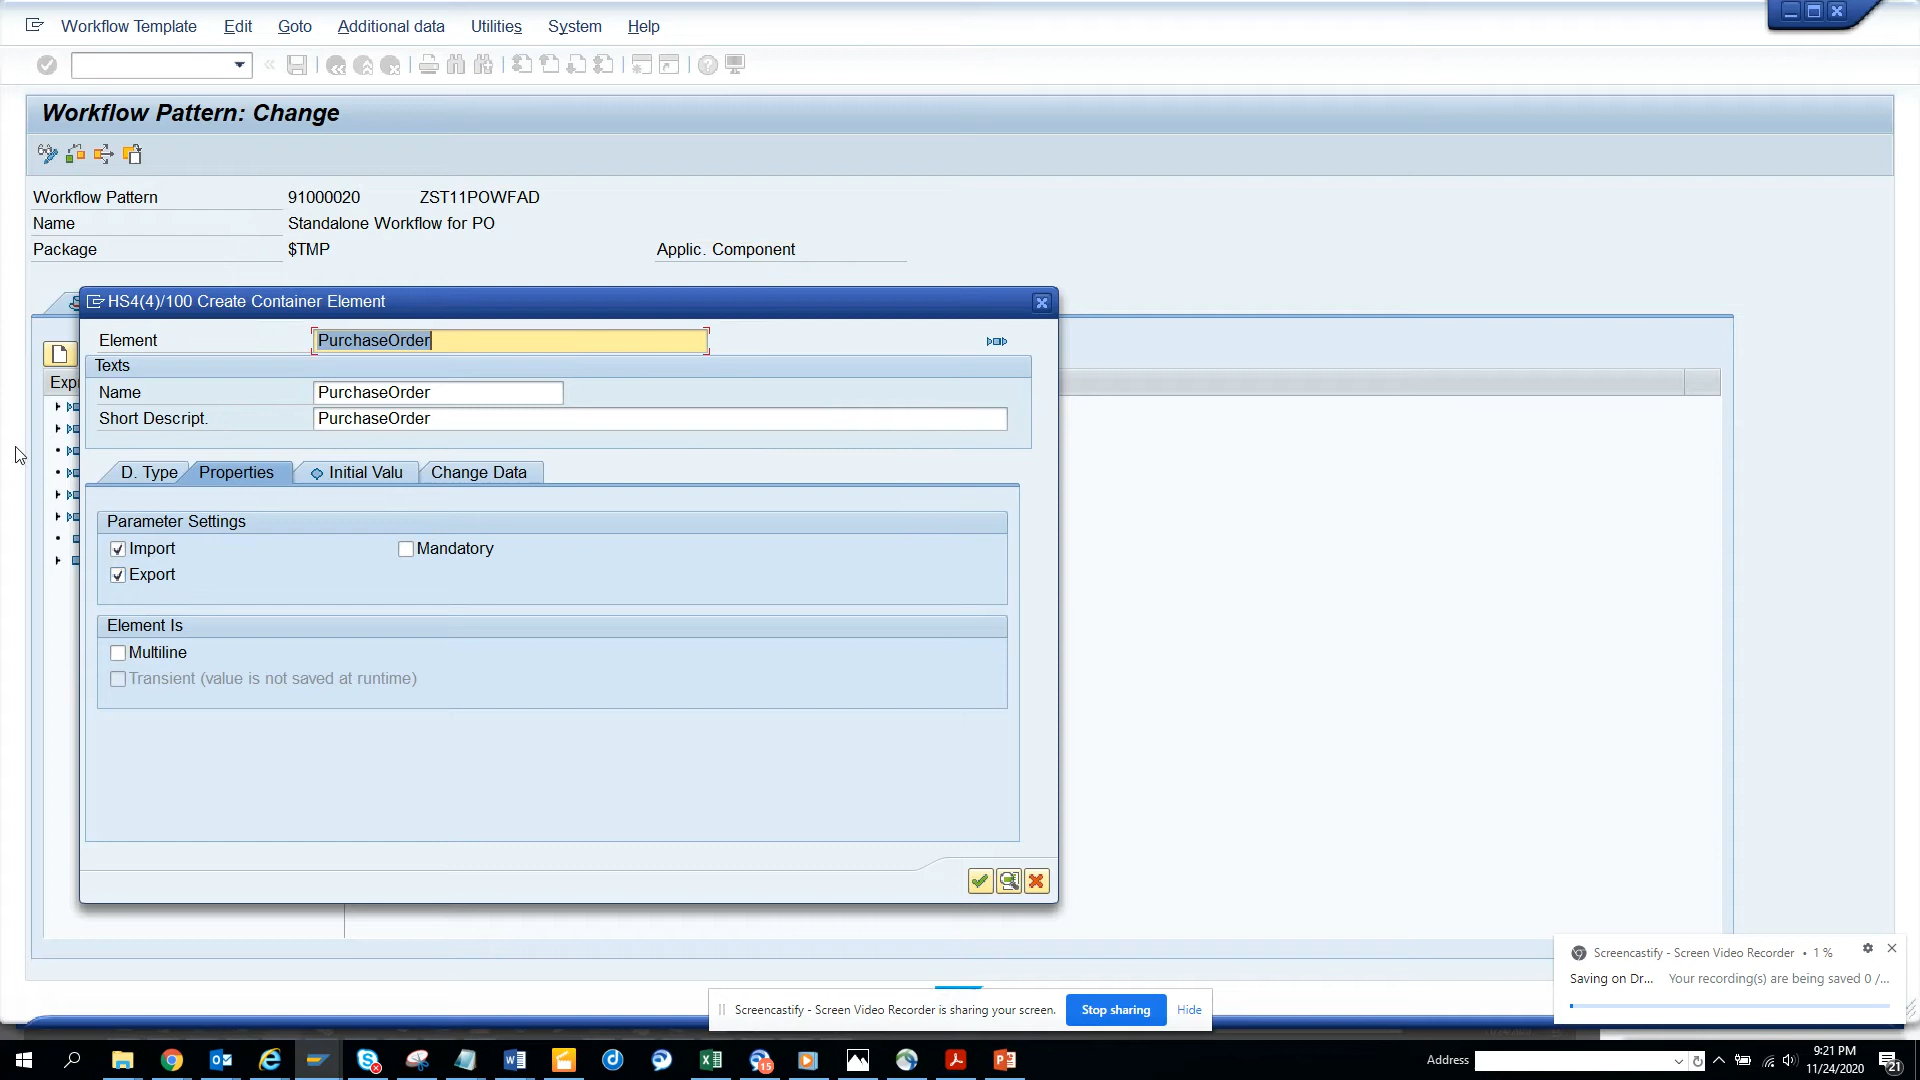 Workflow Template Edit Goto Additional data Utilities System Help
Workflow Pattern: Change
Workflow Pattern 91000020 ZST11POWFAD
Name Standalone Workflow for PO
Package $TMP Applic. Component
HS4(4)/100 Create Container Element
Element PurchaseOrder
Texts
Name PurchaseOrder
Short Descript. PurchaseOrder
D. Type Properties Initial Valu Change Data
Parameter Settings
Import Mandatory
Export
Element Is
Multiline
Transient (value is not saved at runtime)
Screencastify - Screen Video Recorder • 1 %
Saving on Dr... Your recording(s) are being saved 0 /...
Screencastify - Screen Video Recorder is sharing your screen. Stop sharing Hide
Address
9:21 PM
11/24/2020
15
21